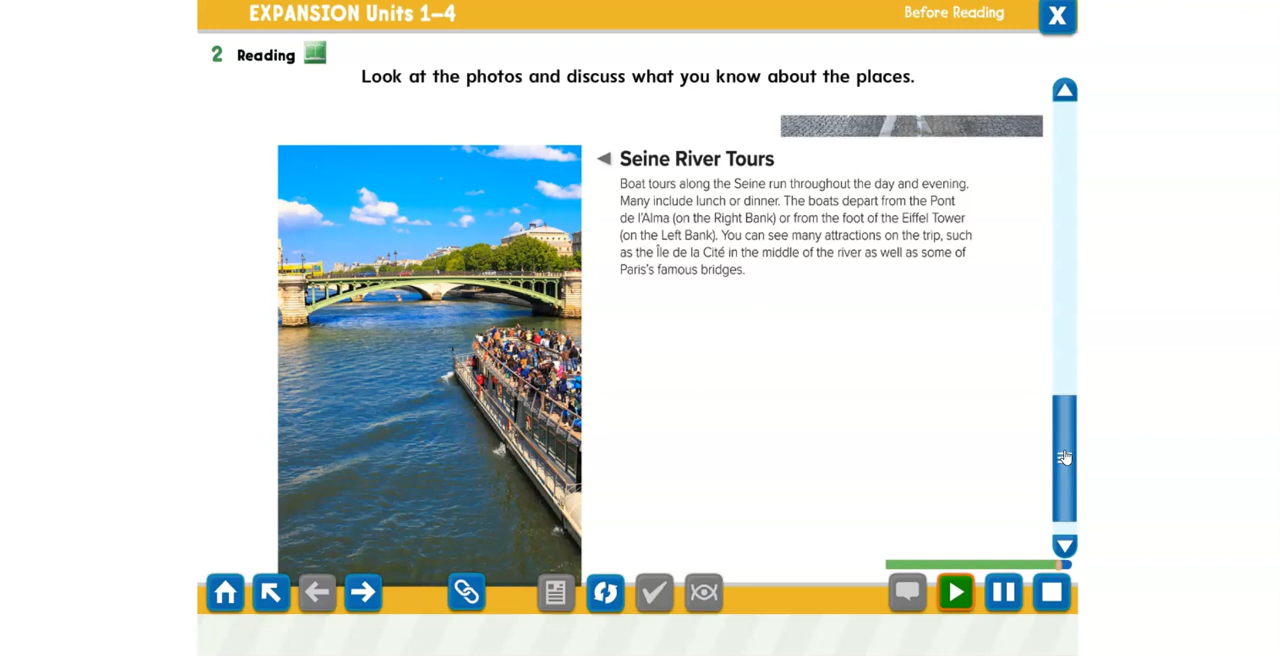 EXPANSION Units 1–4
Before Reading
X
2 Reading
Look at the photos and discuss what you know about the places.
Seine River Tours
Boat tours along the Seine run throughout the day and evening.
Many include lunch or dinner. The boats depart from the Pont
de l'Alma (on the Right Bank) or from the foot of the Eiffel Tower
(on the Left Bank). You can see many attractions on the trip, such
as the Île de la Cité in the middle of the river as well as some of
Paris's famous bridges.